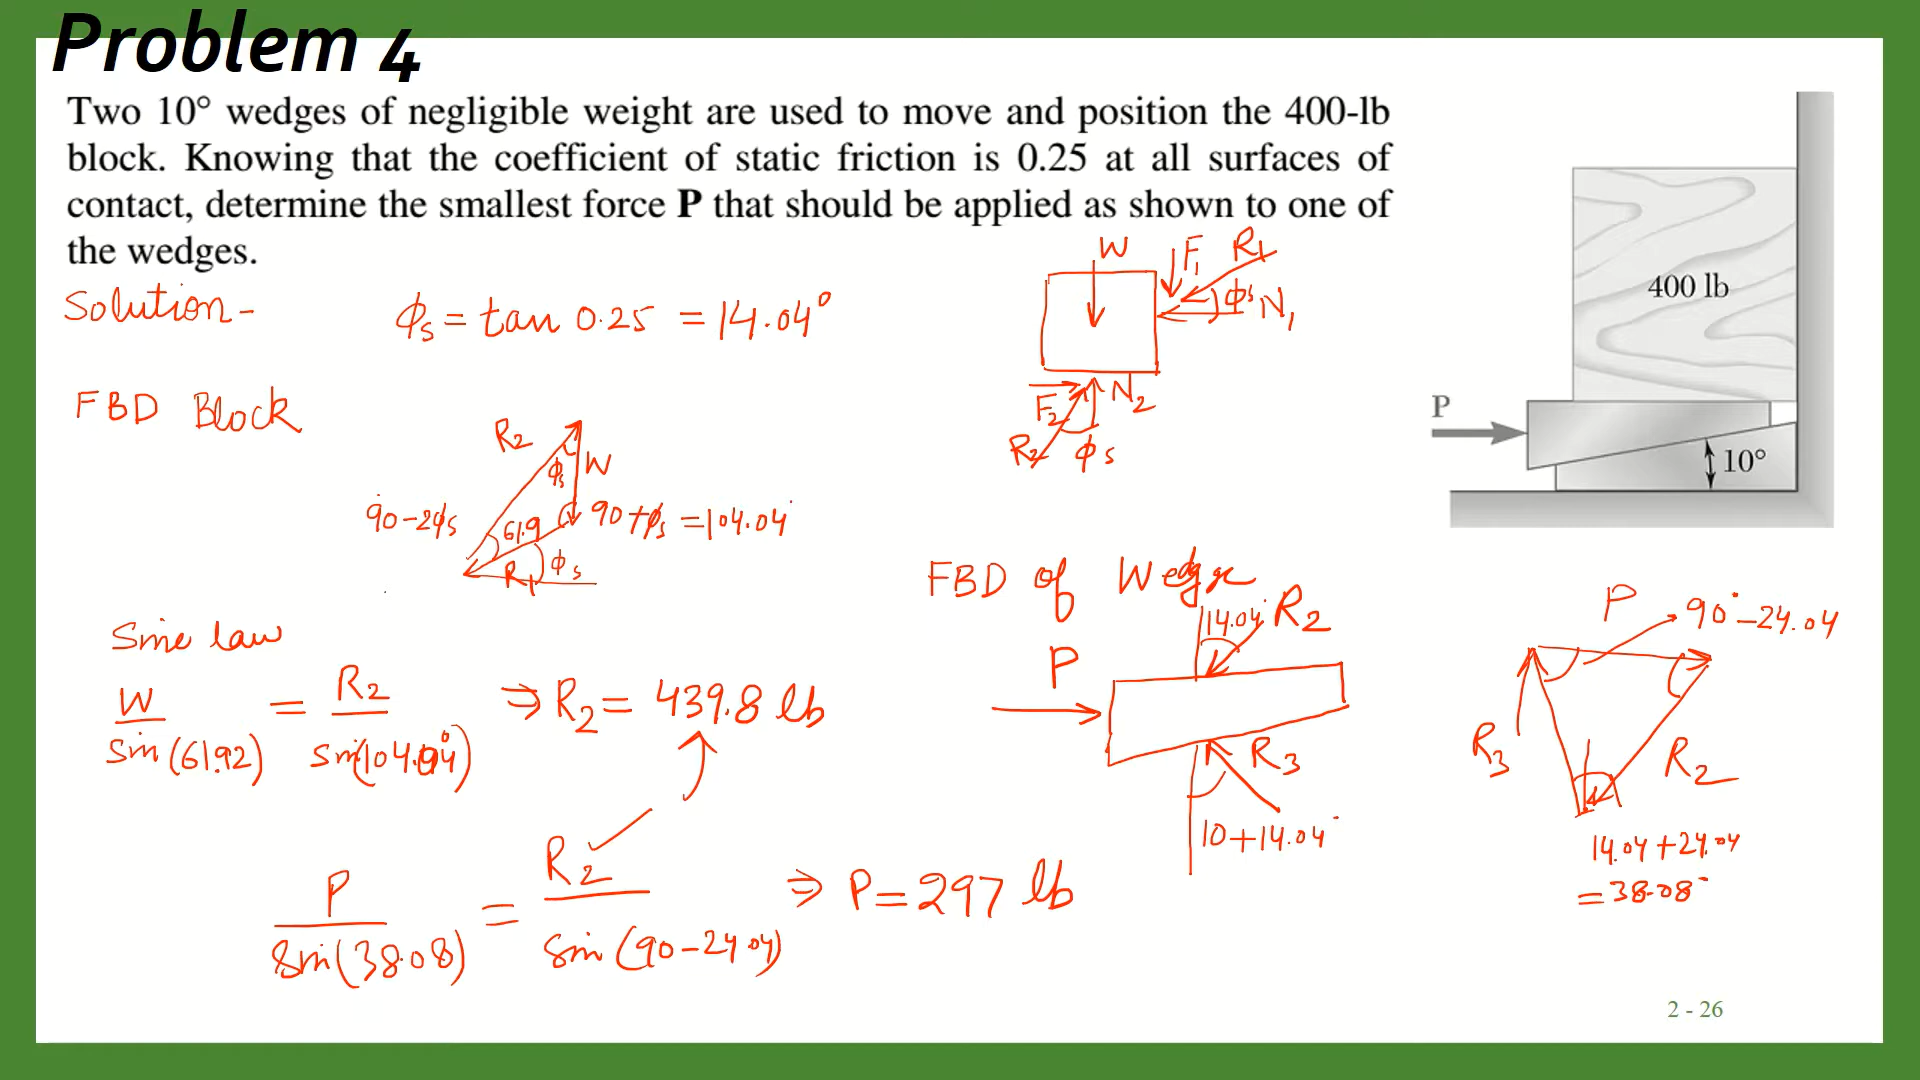 Problem 4
Two 10° wedges of negligible weight are used to move and position the 400-lb
block. Knowing that the coefficient of static friction is 0.25 at all surfaces of
contact, determine the smallest force P that should be applied as shown to one of
the wedges.
Solution -
ϕs = tan 0.25 = 14.04°
W
F1
R1
ϕs
N1
F2
N2
R2
ϕs
400 lb
P
10°
FBD Block
R2
ϕs
W
90-2ϕs
61.9
90+ϕs = 104.04°
R1
ϕs
FBD of Wedge
14.04°
R2
P
R3
10+14.04°
P
90°-24.04
R3
R2
14.04+24.04
= 38.08°
Sine law
W/sin(61.92) = R2/sin(104.04°) ⇒ R2 = 439.8 lb
P/sin(38.08) = R2/sin(90-24.04) ⇒ P = 297 lb
2 - 26